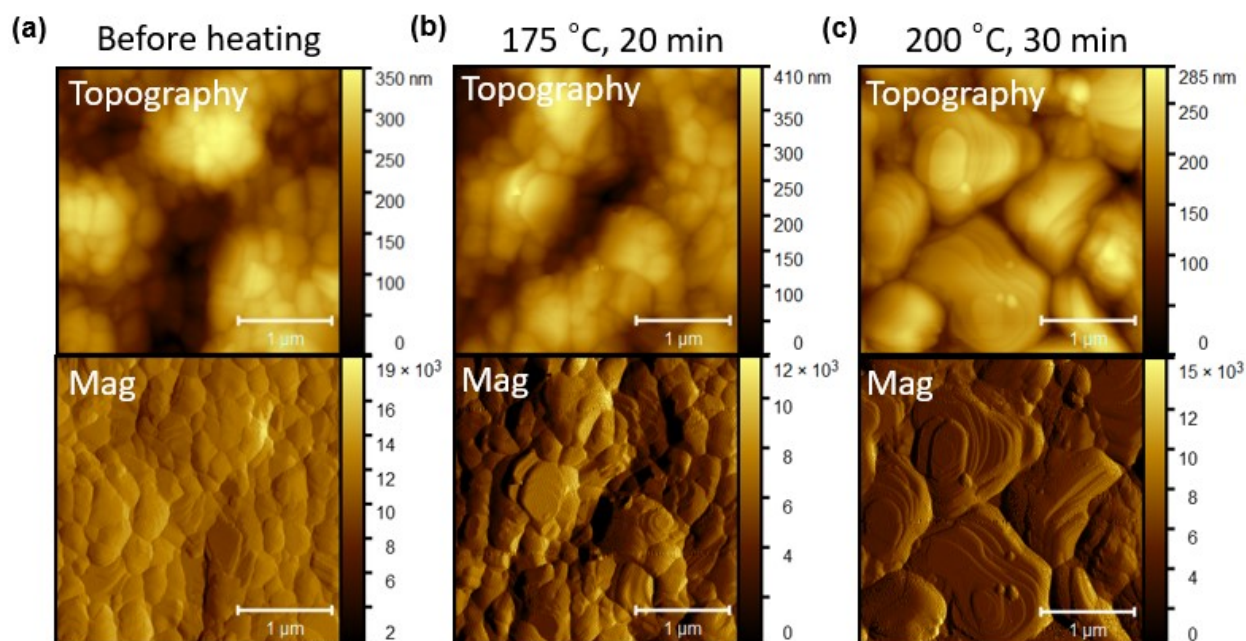 (a) Before heating
Topography
350 nm
300
250
200
150
100
0
1 µm
Mag
19 × 10³
16
14
12
10
8
6
2
1 µm
(b) 175 °C, 20 min
Topography
410 nm
350
300
250
200
150
100
0
1 µm
Mag
12 × 10³
10
8
6
4
0
1 µm
(c) 200 °C, 30 min
Topography
285 nm
200
150
100
0
1 µm
Mag
15 × 10³
12
10
8
6
4
0
1 µm